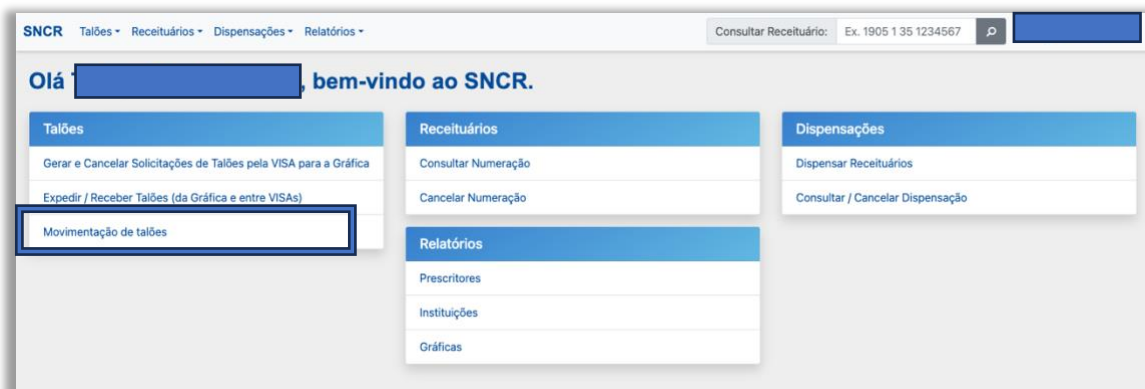 SNCR Talões Receituários Dispensações Relatórios Consultar Receituário: Ex. 1905 1 35 1234567
Olá , bem-vindo ao SNCR.
Talões
Gerar e Cancelar Solicitações de Talões pela VISA para a Gráfica
Expedir / Receber Talões (da Gráfica e entre VISAs)
Movimentação de talões
Receituários
Consultar Numeração
Cancelar Numeração
Relatórios
Prescritores
Instituições
Gráficas
Dispensações
Dispensar Receituários
Consultar / Cancelar Dispensação